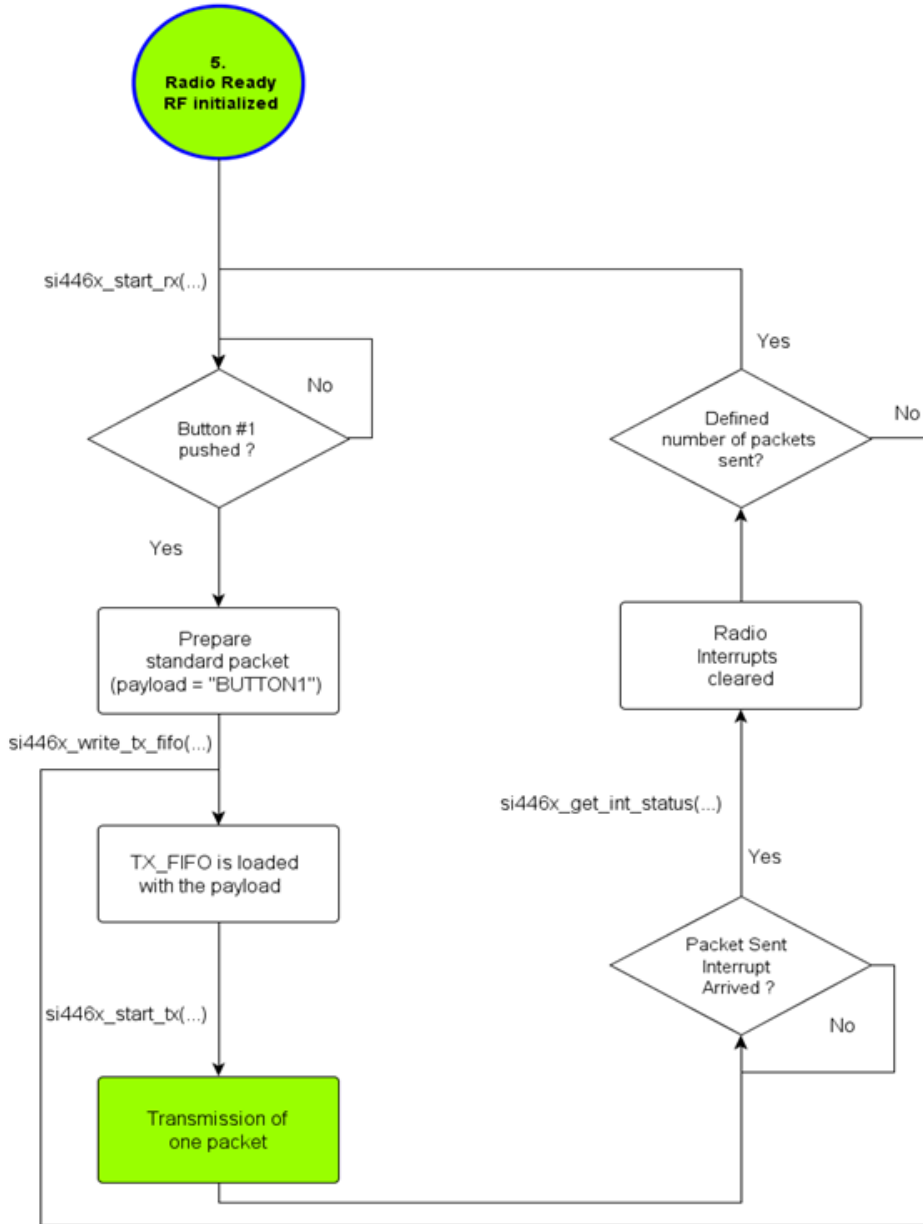 5.
Radio Ready
RF initialized
si446x_start_rx(...)
No
Button #1
pushed ?
Yes
Prepare
standard packet
(payload = "BUTTON1")
si446x_write_tx_fifo(...)
TX_FIFO is loaded
with the payload
si446x_start_tx(...)
Transmission of
one packet
Yes
Defined
number of packets
sent?
No
Radio
Interrupts
cleared
si446x_get_int_status(...)
Yes
Packet Sent
Interrupt
Arrived ?
No